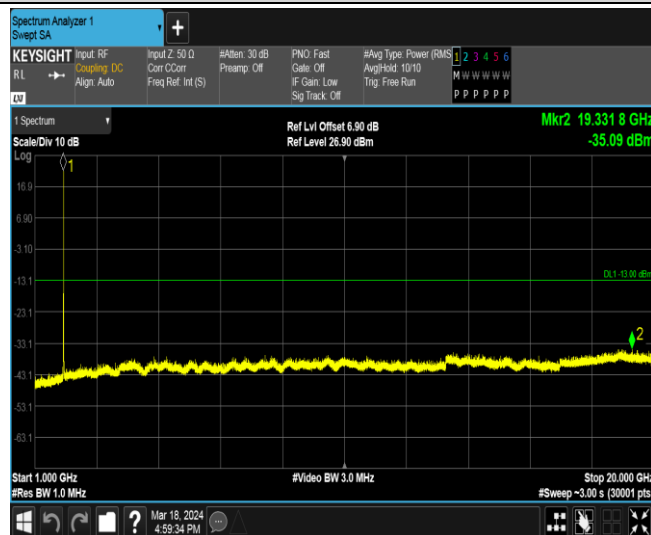 Spectrum Analyzer 1
Swept SA
+
KEYSIGHT
RL
LXI
Input: RF
Coupling: DC
Align: Auto
Input Z: 50 Ω
Corr CCorr
Freq Ref: Int (S)
#Atten: 30 dB
Preamp: Off
PNO: Fast
Gate: Off
IF Gain: Low
Sig Track: Off
#Avg Type: Power (RMS
Avg|Hold: 10/10
Trig: Free Run
1 2 3 4 5 6
M W W W W W
P P P P P P
1 Spectrum
Scale/Div 10 dB
Log
Ref Lvl Offset 6.90 dB
Ref Level 26.90 dBm
Mkr2 19.331 8 GHz
-35.09 dBm
1
16.9
6.90
-3.10
-13.1
DL1 -13.00 dBm
-23.1
-33.1
2
-43.1
-53.1
-63.1
Start 1.000 GHz
#Video BW 3.0 MHz
Stop 20.000 GHz
#Res BW 1.0 MHz
#Sweep ~3.00 s (30001 pts
?
Mar 18, 2024
4:59:34 PM